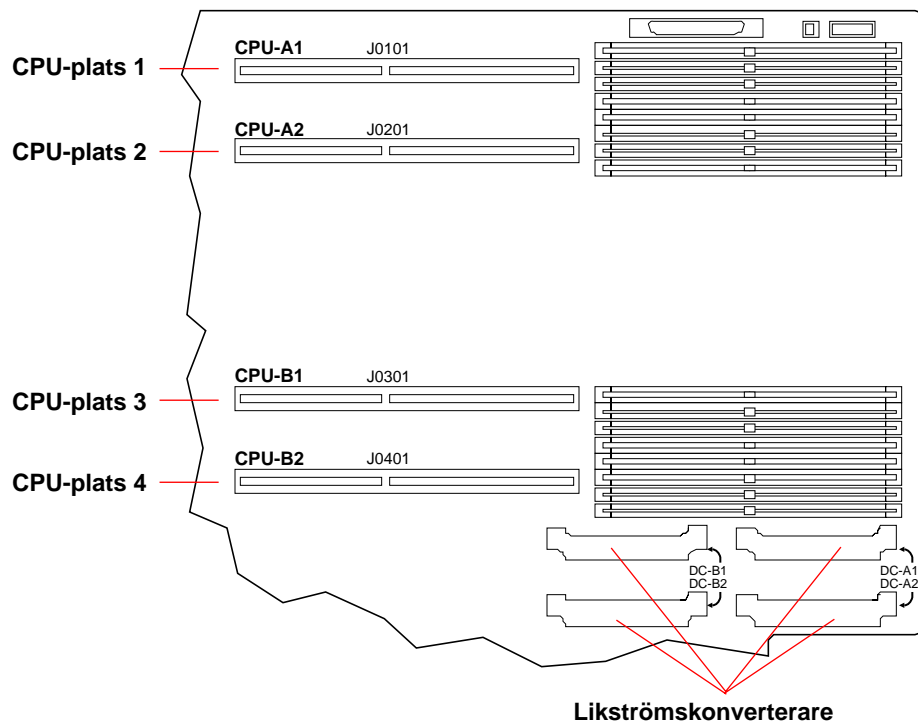 CPU-A1 J0101
CPU-plats 1
CPU-A2 J0201
CPU-plats 2
CPU-B1 J0301
CPU-plats 3
CPU-B2 J0401
CPU-plats 4
DC-B1
DC-B2
DC-A1
DC-A2
Likströmskonverterare